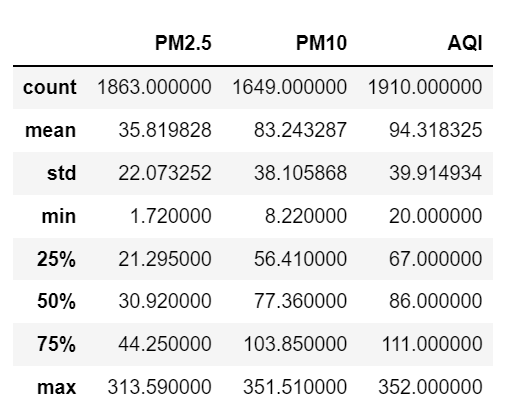 PM2.5 PM10 AQI
count 1863.000000 1649.000000 1910.000000
mean 35.819828 83.243287 94.318325
std 22.073252 38.105868 39.914934
min 1.720000 8.220000 20.000000
25% 21.295000 56.410000 67.000000
50% 30.920000 77.360000 86.000000
75% 44.250000 103.850000 111.000000
max 313.590000 351.510000 352.000000